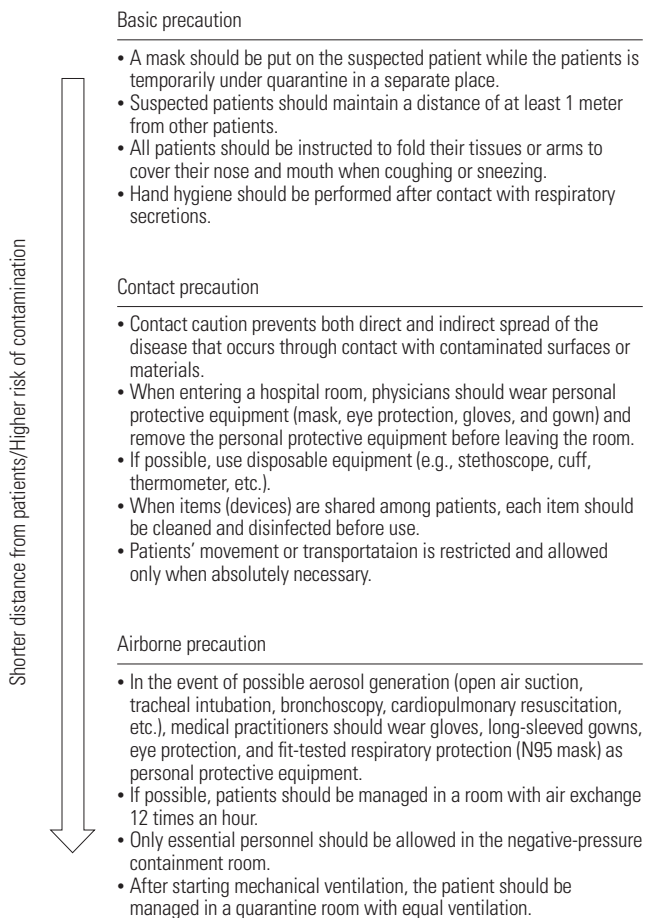 Basic precaution
• A mask should be put on the suspected patient while the patients is
temporarily under quarantine in a separate place.
• Suspected patients should maintain a distance of at least 1 meter
from other patients.
• All patients should be instructed to fold their tissues or arms to
cover their nose and mouth when coughing or sneezing.
• Hand hygiene should be performed after contact with respiratory
secretions.
Shorter distance from patients/Higher risk of contamination
Contact precaution
• Contact caution prevents both direct and indirect spread of the
disease that occurs through contact with contaminated surfaces or
materials.
• When entering a hospital room, physicians should wear personal
protective equipment (mask, eye protection, gloves, and gown) and
remove the personal protective equipment before leaving the room.
• If possible, use disposable equipment (e.g., stethoscope, cuff,
thermometer, etc.).
• When items (devices) are shared among patients, each item should
be cleaned and disinfected before use.
• Patients’ movement or transportataion is restricted and allowed
only when absolutely necessary.
Airborne precaution
• In the event of possible aerosol generation (open air suction,
tracheal intubation, bronchoscopy, cardiopulmonary resuscitation,
etc.), medical practitioners should wear gloves, long-sleeved gowns,
eye protection, and fit-tested respiratory protection (N95 mask) as
personal protective equipment.
• If possible, patients should be managed in a room with air exchange
12 times an hour.
• Only essential personnel should be allowed in the negative-pressure
containment room.
• After starting mechanical ventilation, the patient should be
managed in a quarantine room with equal ventilation.